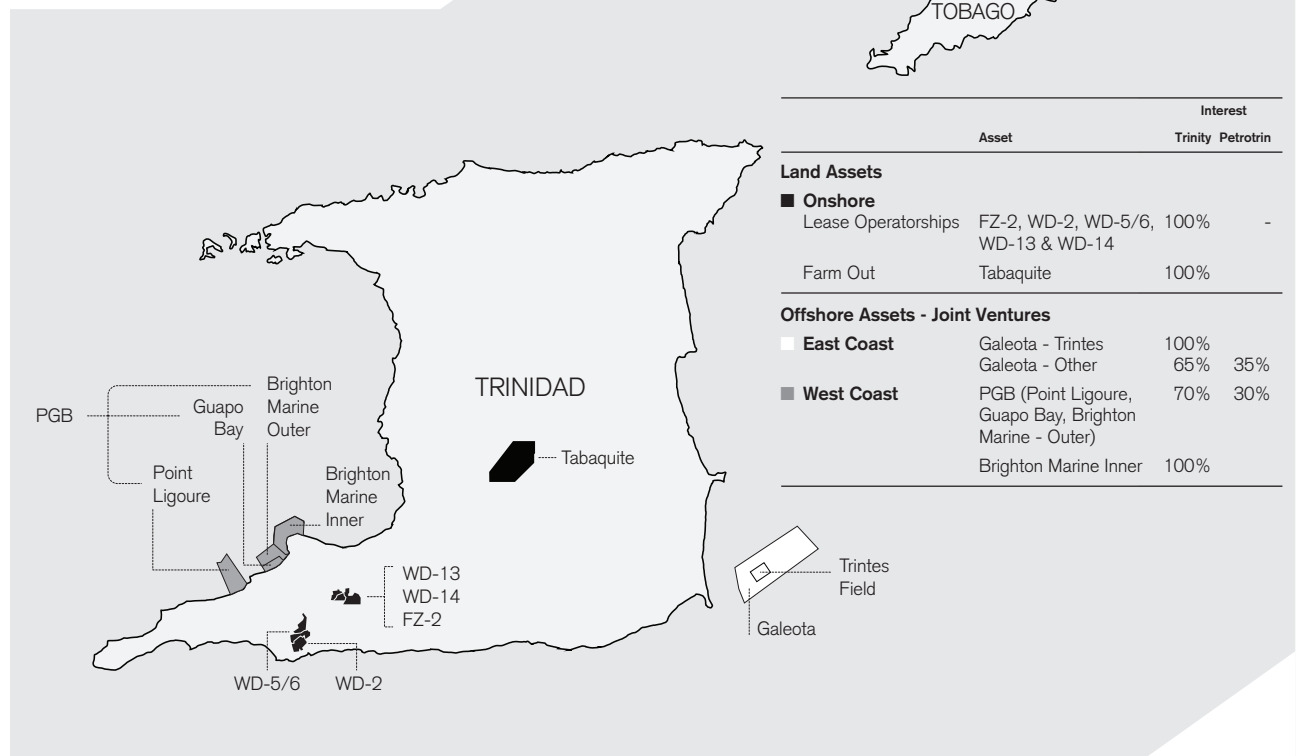 TOBAGO
Interest
Asset Trinity Petrotrin
Land Assets
Onshore
Lease Operatorships FZ-2, WD-2, WD-5/6, 100% -
WD-13 & WD-14
Farm Out Tabaquite 100%
Offshore Assets - Joint Ventures
East Coast Galeota - Trintes 100%
Galeota - Other 65% 35%
West Coast PGB (Point Ligoure, 70% 30%
Guapo Bay, Brighton
Marine - Outer)
Brighton Marine Inner 100%
TRINIDAD
PGB
Brighton
Marine
Outer
Guapo
Bay
Point
Ligoure
Brighton
Marine
Inner
Tabaquite
WD-13
WD-14
FZ-2
WD-5/6
WD-2
Trintes
Field
Galeota